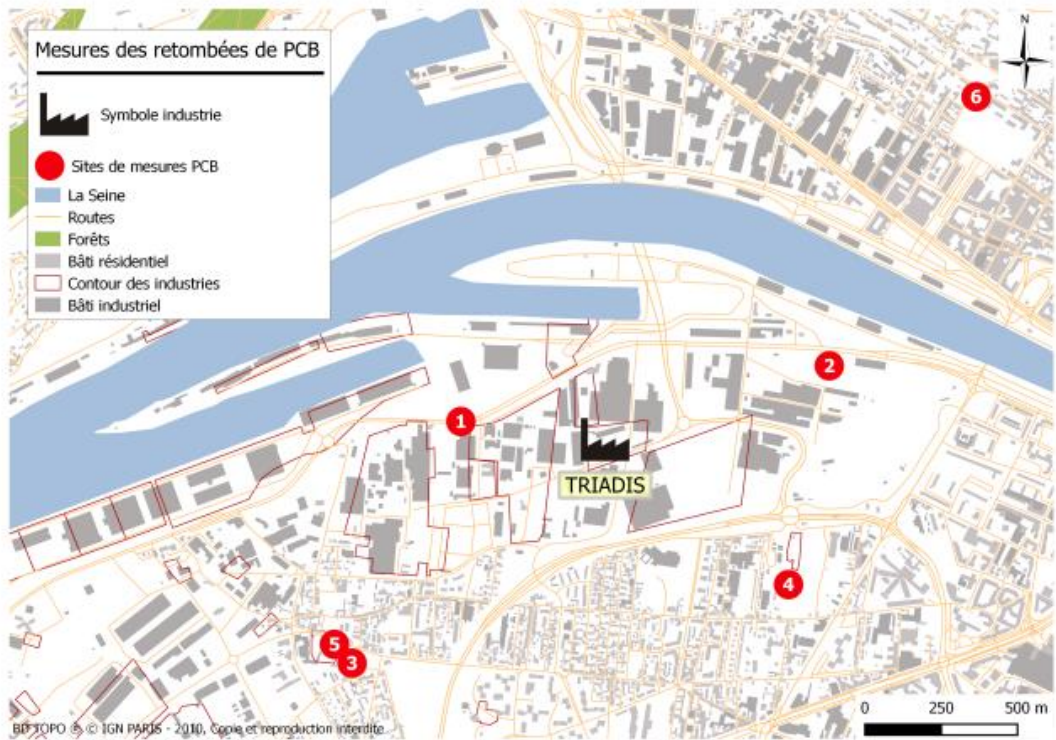 Mesures des retombées de PCB
Symbole industrie
Sites de mesures PCB
La Seine
Routes
Forêts
Bâti résidentiel
Contour des industries
Bâti industriel
N
6
2
1
TRIADIS
4
5
3
0 250 500 m
BD TOPO ® © IGN PARIS - 2010, Copie et reproduction interdite